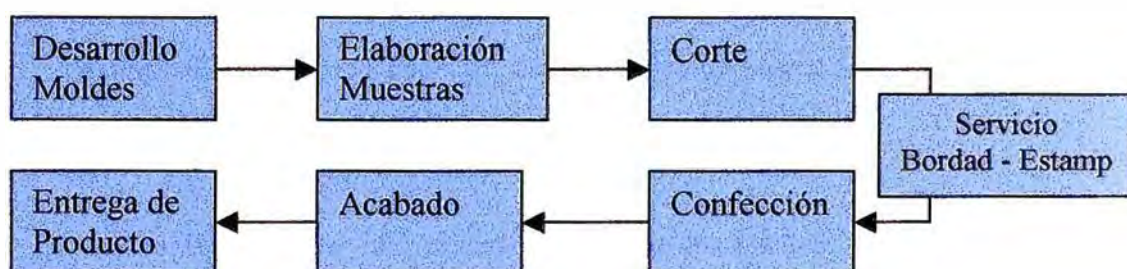 Desarrollo
Moldes
Elaboración
Muestras
Corte
Servicio
Bordad - Estamp
Confección
Acabado
Entrega de
Producto